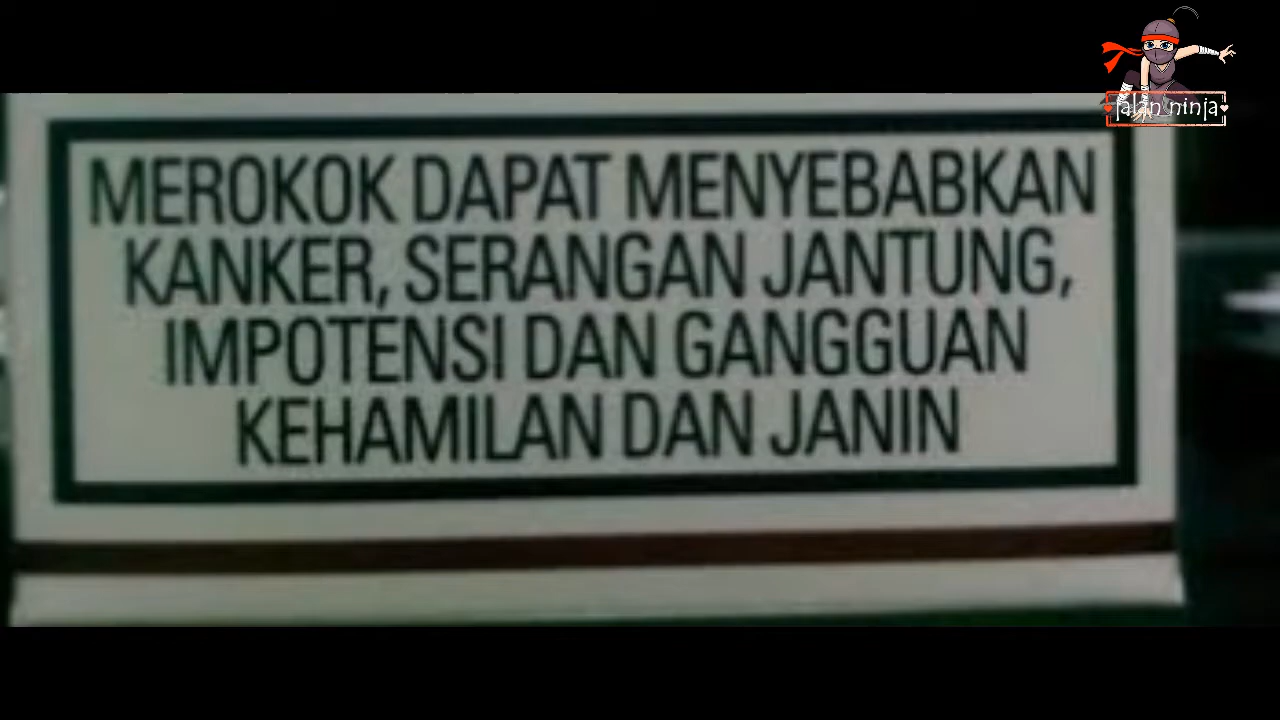 jalan ninja
MEROKOK DAPAT MENYEBABKAN
KANKER, SERANGAN JANTUNG,
IMPOTENSI DAN GANGGUAN
KEHAMILAN DAN JANIN